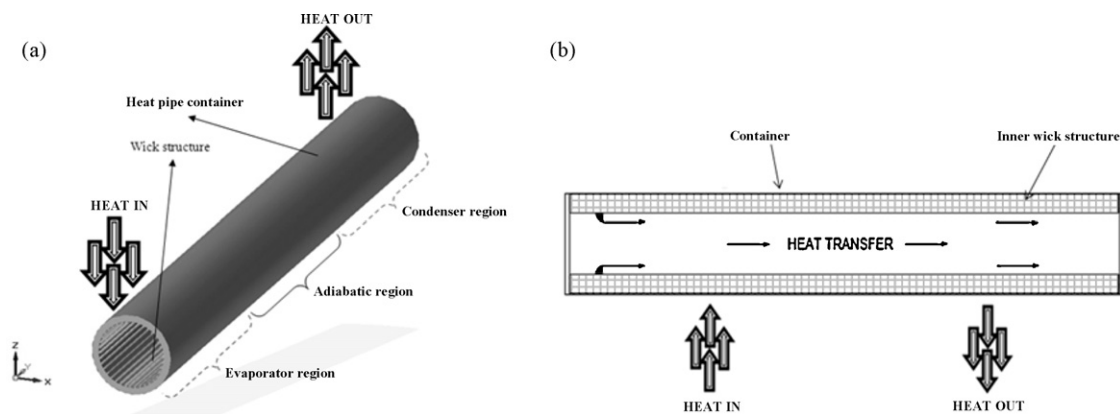 (a)
HEAT OUT
Heat pipe container
Wick structure
HEAT IN
Condenser region
Adiabatic region
Evaporator region
z
y
x
(b)
Container
Inner wick structure
HEAT TRANSFER
HEAT IN
HEAT OUT